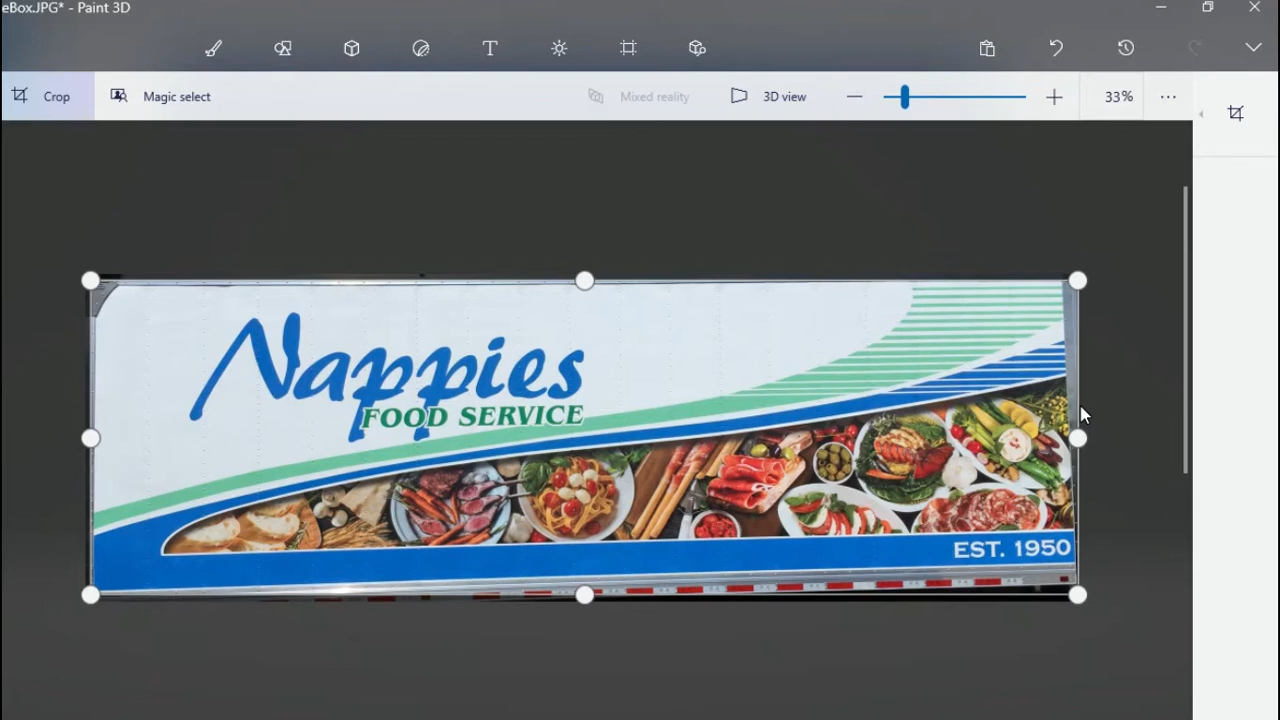 eBox.JPG* - Paint 3D
Crop
Magic select
Mixed reality
3D view
33%
Nappies
FOOD SERVICE
EST. 1950